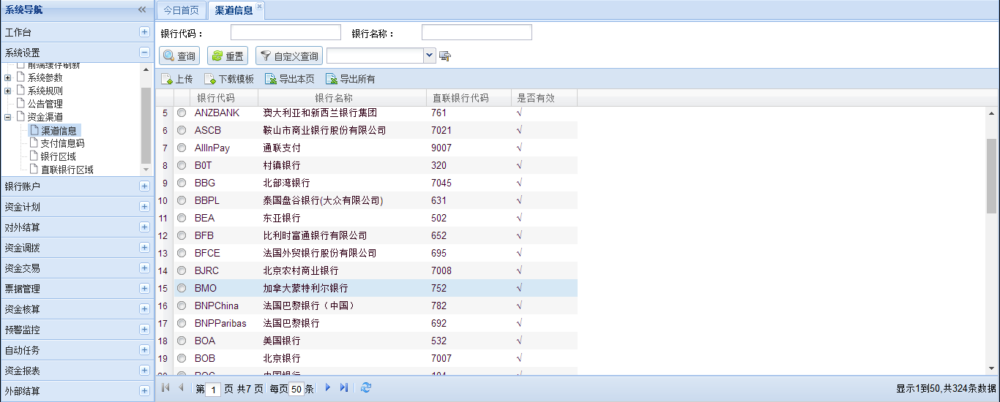 系统导航
工作台
系统设置
前端缓存刷新
系统参数
系统规则
公告管理
资金渠道
渠道信息
支付信息码
银行区域
直联银行区域
银行账户
资金计划
对外结算
资金调拨
资金交易
票据管理
资金核算
预警监控
自动任务
资金报表
外部结算
今日首页 渠道信息
银行代码： 银行名称：
查询 重置 自定义查询
上传 下载模板 导出本页 导出所有
银行代码 银行名称 直联银行代码 是否有效
5 ANZBANK 澳大利亚和新西兰银行集团 761 √
6 ASCB 鞍山市商业银行股份有限公司 7021 √
7 AllInPay 通联支付 9007 √
8 B0T 村镇银行 320 √
9 BBG 北部湾银行 7045 √
10 BBPL 泰国盘谷银行(大众有限公司) 631 √
11 BEA 东亚银行 502 √
12 BFB 比利时富通银行有限公司 652 √
13 BFCE 法国外贸银行股份有限公司 695 √
14 BJRC 北京农村商业银行 7008 √
15 BMO 加拿大蒙特利尔银行 752 √
16 BNPChina 法国巴黎银行（中国） 782 √
17 BNPParibas 法国巴黎银行 692 √
18 BOA 美国银行 532 √
19 BOB 北京银行 7007 √
20 BOC 中国银行 104 √
第 1 页 共7 页 每页 50 条
显示1到50,共324条数据